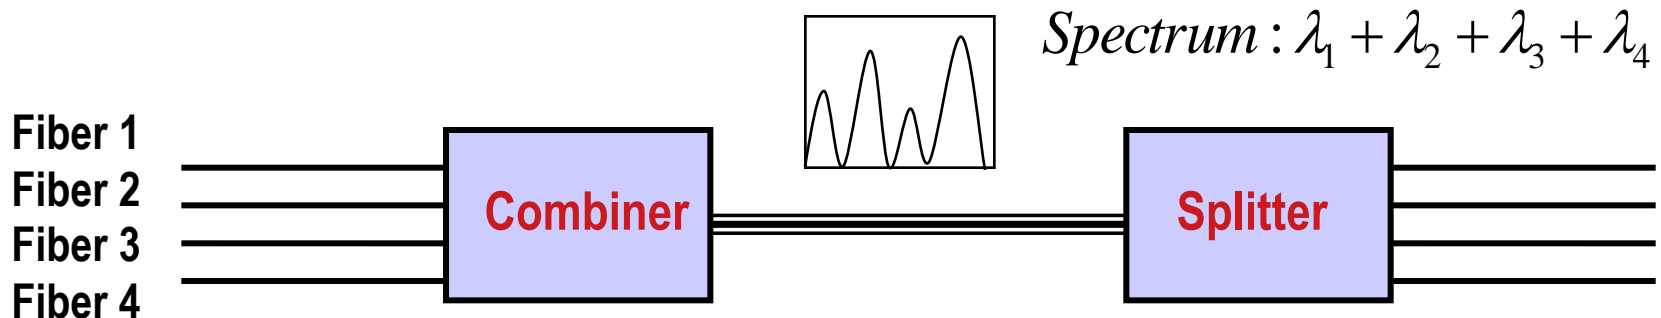 Spectrum : λ₁ + λ₂ + λ₃ + λ₄
Fiber 1
Fiber 2
Fiber 3
Fiber 4
Combiner
Splitter